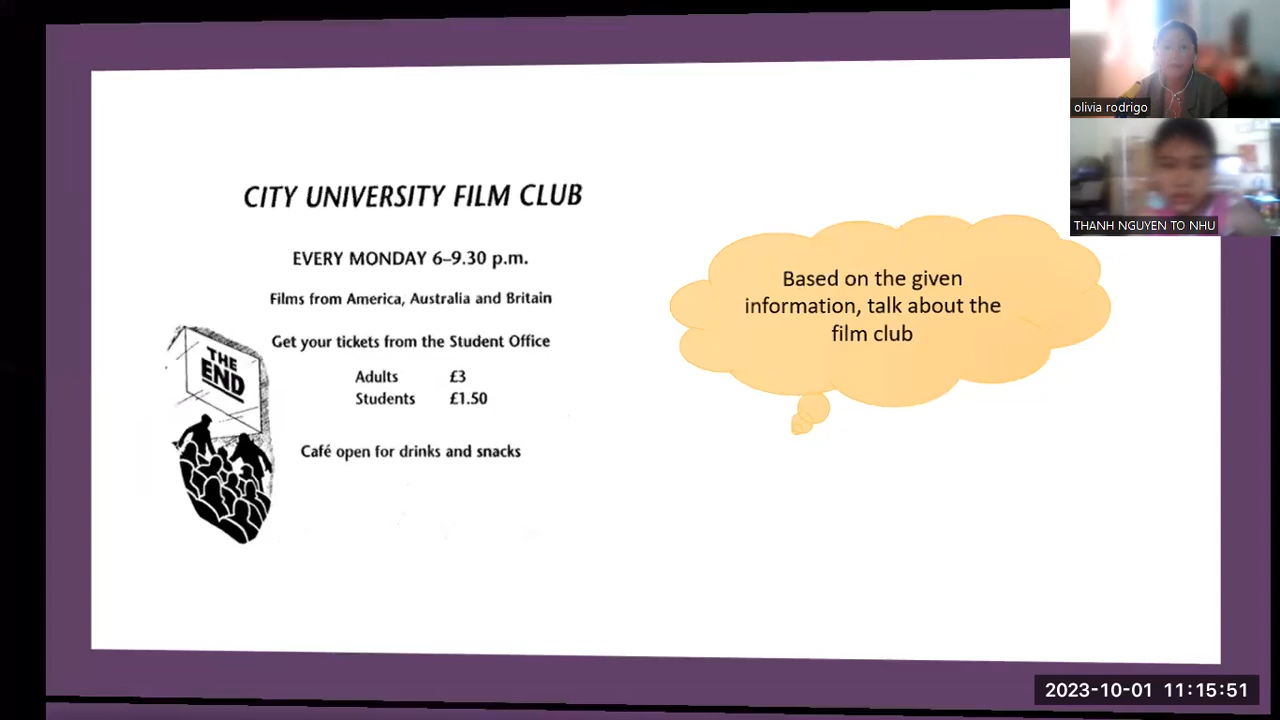 CITY UNIVERSITY FILM CLUB
EVERY MONDAY 6–9.30 p.m.
Films from America, Australia and Britain
Get your tickets from the Student Office
Adults £3
Students £1.50
Café open for drinks and snacks
THE
END
Based on the given
information, talk about the
film club
olivia rodrigo
THANH NGUYEN TO NHU
2023-10-01 11:15:51